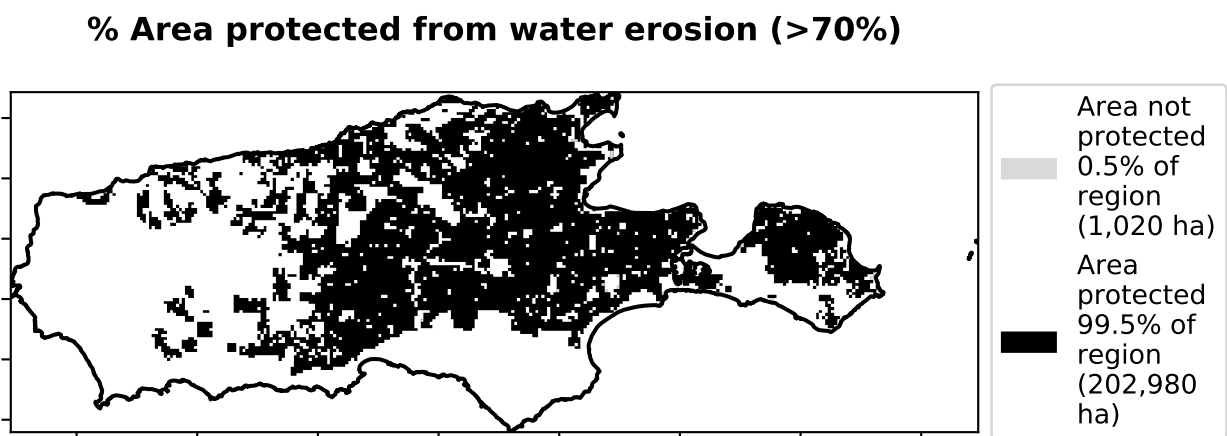 % Area protected from water erosion (>70%)
Area not
protected
0.5% of
region
(1,020 ha)
Area
protected
99.5% of
region
(202,980
ha)